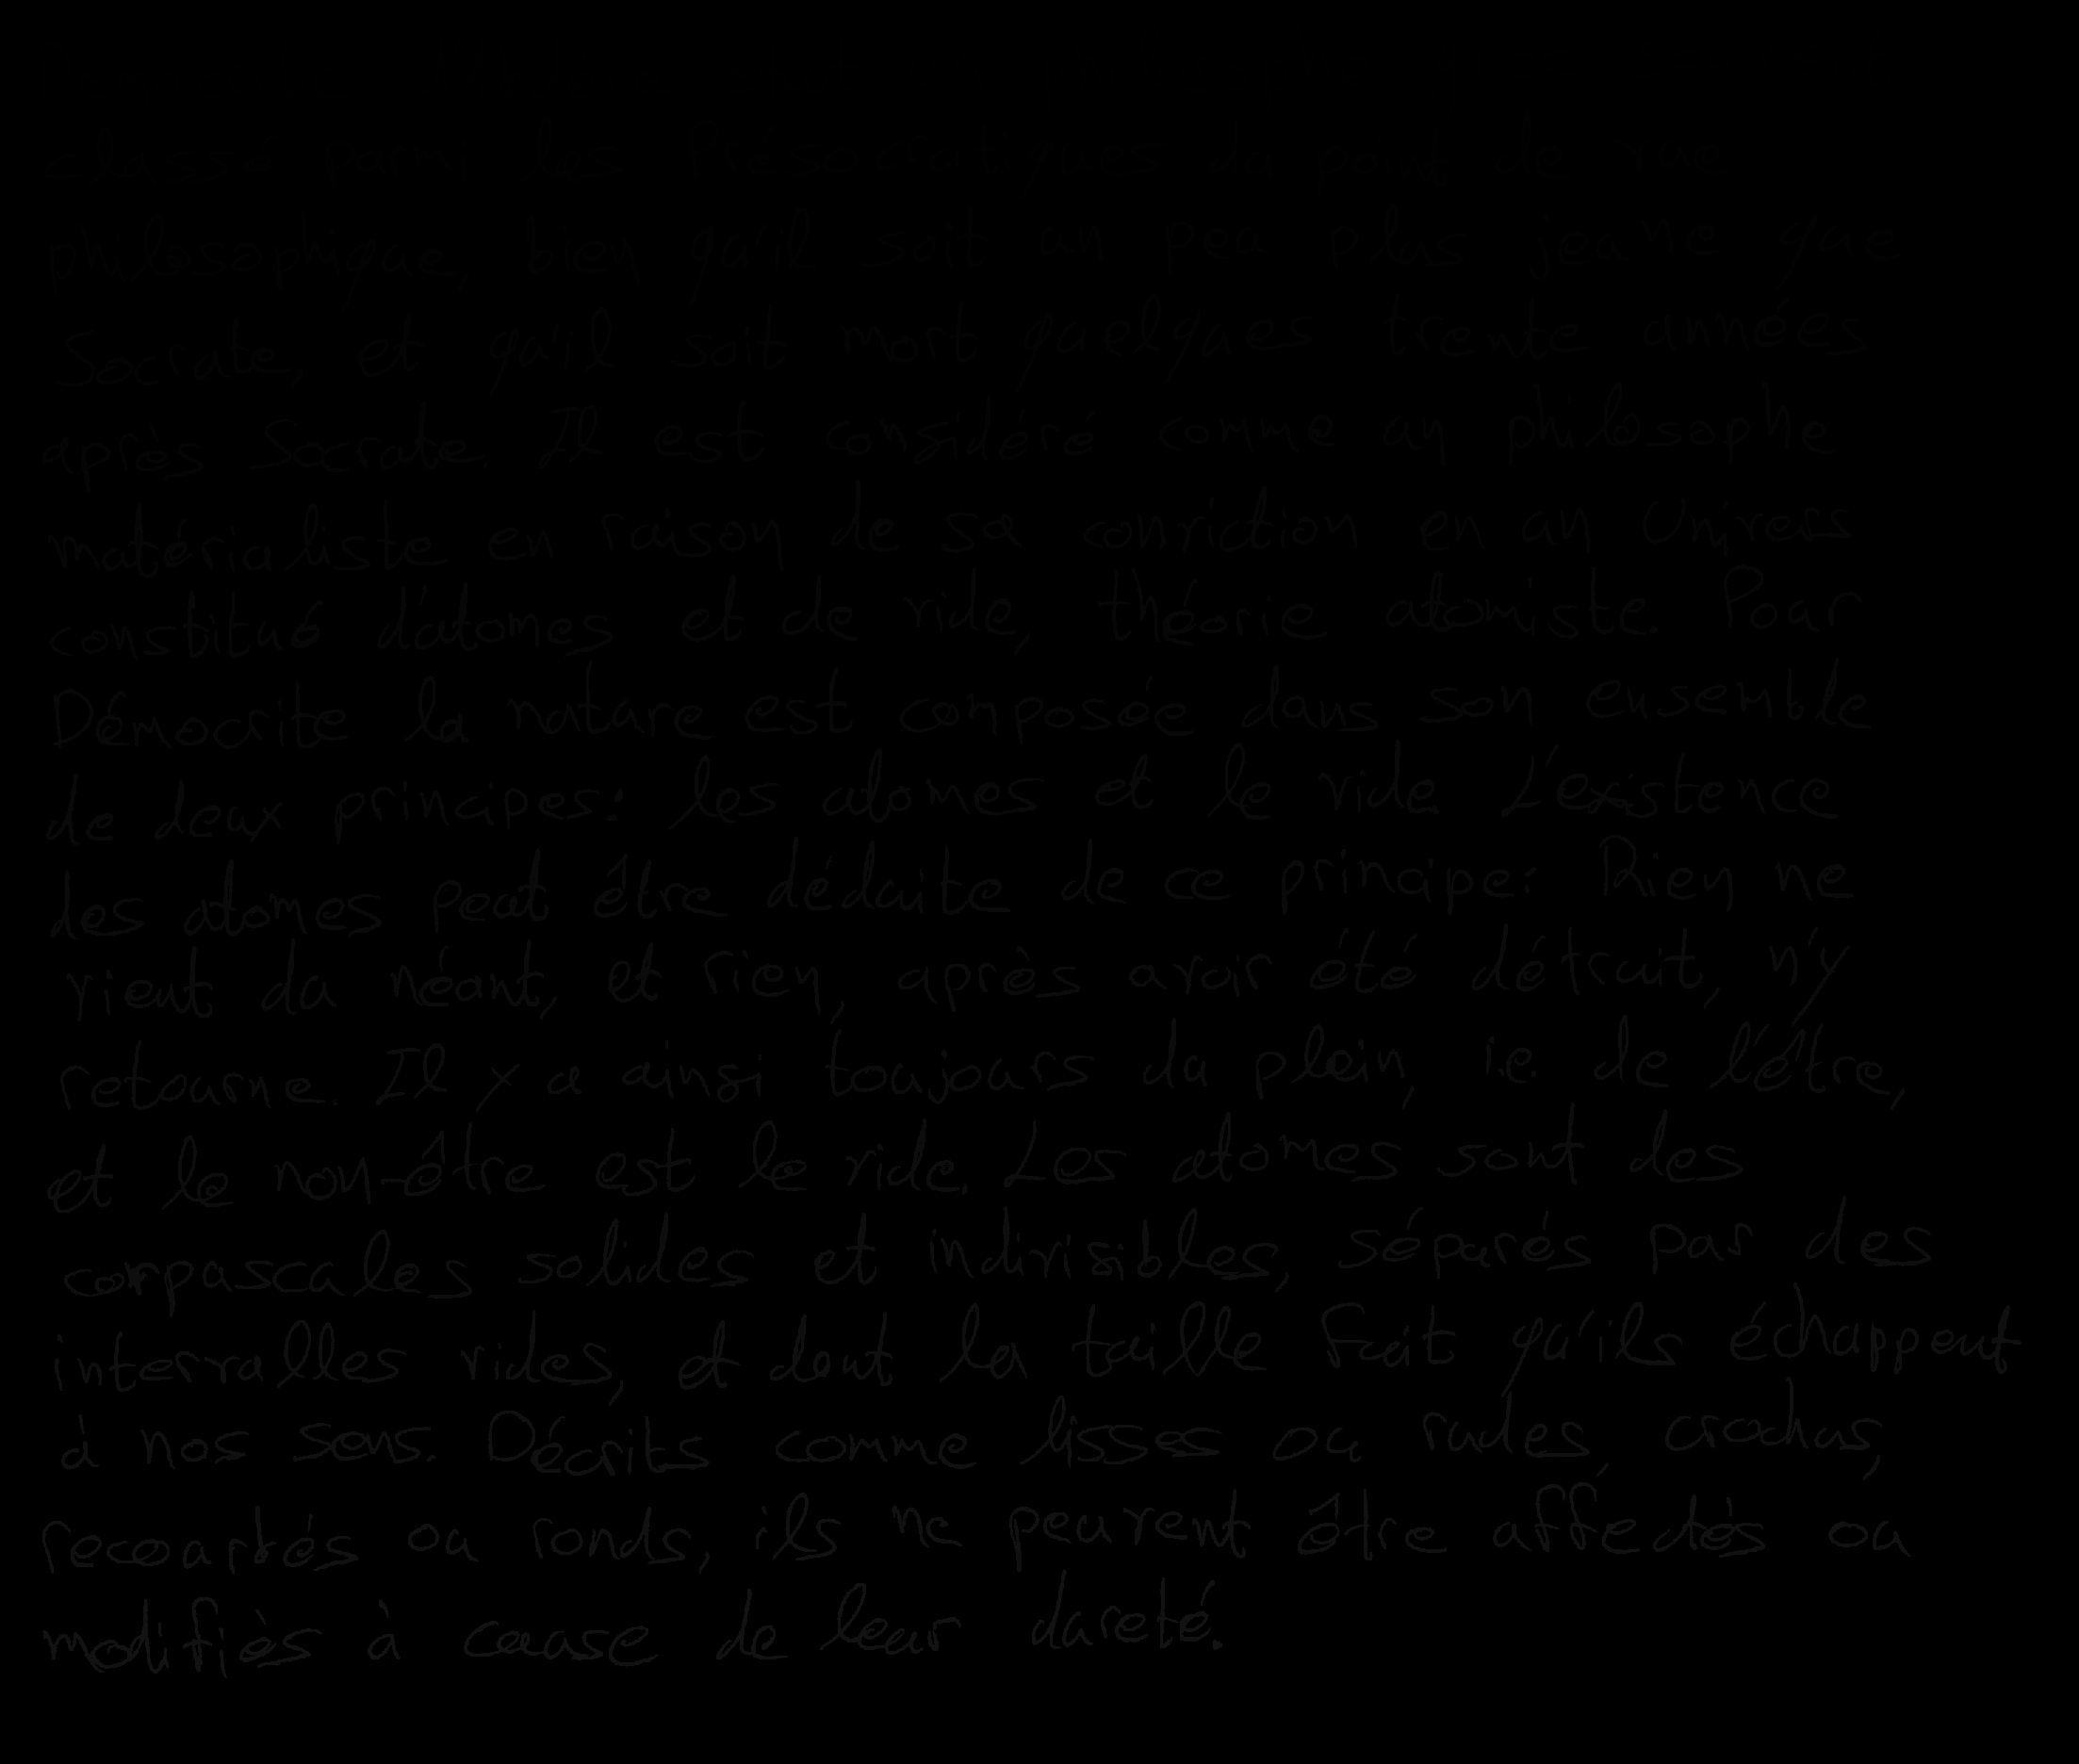 classé parmi les Présocratiques du point de vue
philosophique, bien qu'il soit un peu plus jeune que
Socrate, et qu'il soit mort quelques trente années
après Socrate. Il est considéré comme un philosophe
matérialiste en raison de sa conviction en un Univers
constitué d'atomes et de vide, théorie atomiste. Pour
Démocrite la nature est composée dans son ensemble
de deux principes: les atomes et le vide L'existence
des atomes peut être déduite de ce principe: Rien ne
vient du néant, et rien, après avoir été détruit, n'y
retourne. Il y a ainsi toujours du plein, i.e. de l'être,
et le non-être est le vide. Les atomes sont des
corpuscules solides et indivisibles, séparés par des
intervalles vides, et dont la taille fait qu'ils échappent
à nos sens. Décrits comme lisses ou rudes, crochus,
recourbés ou ronds, ils ne peuvent être affectés ou
modifiés à cause de leur dureté.